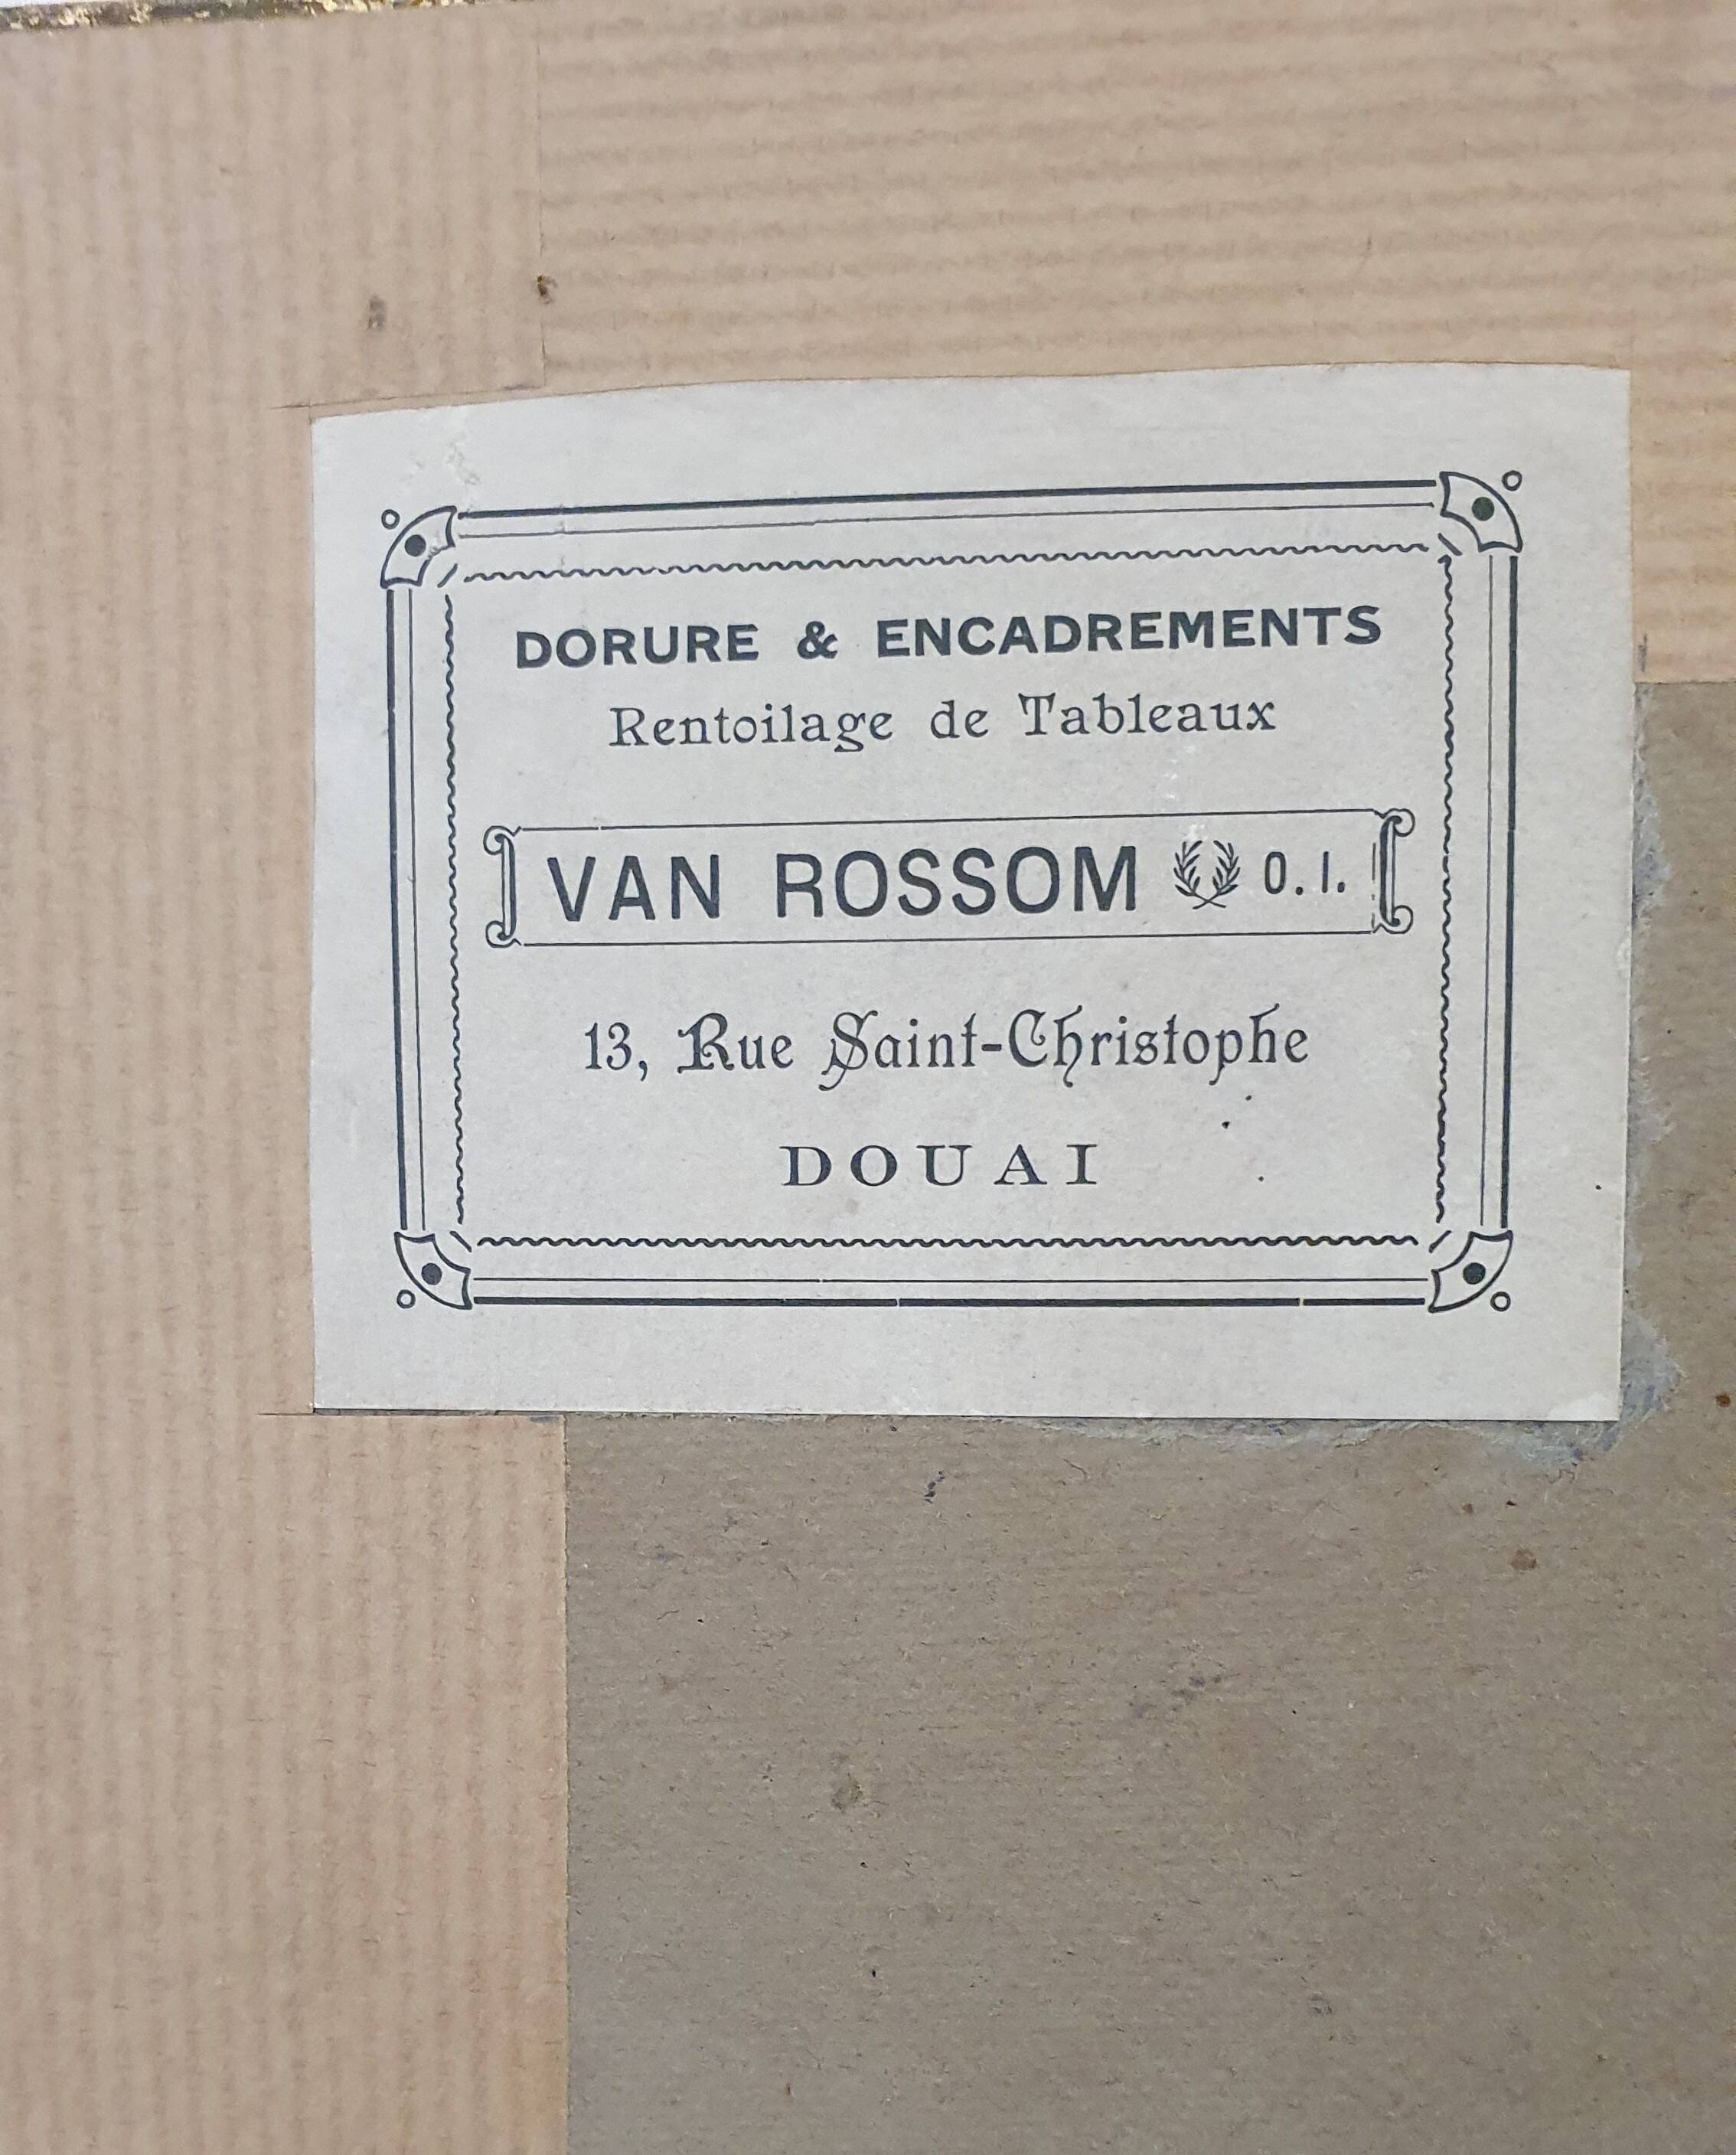 DORURE & ENCADREMENTS
Rentoilage de Tableaux
VAN ROSSOM O. I.
13, Rue Saint-Christophe
DOUAI